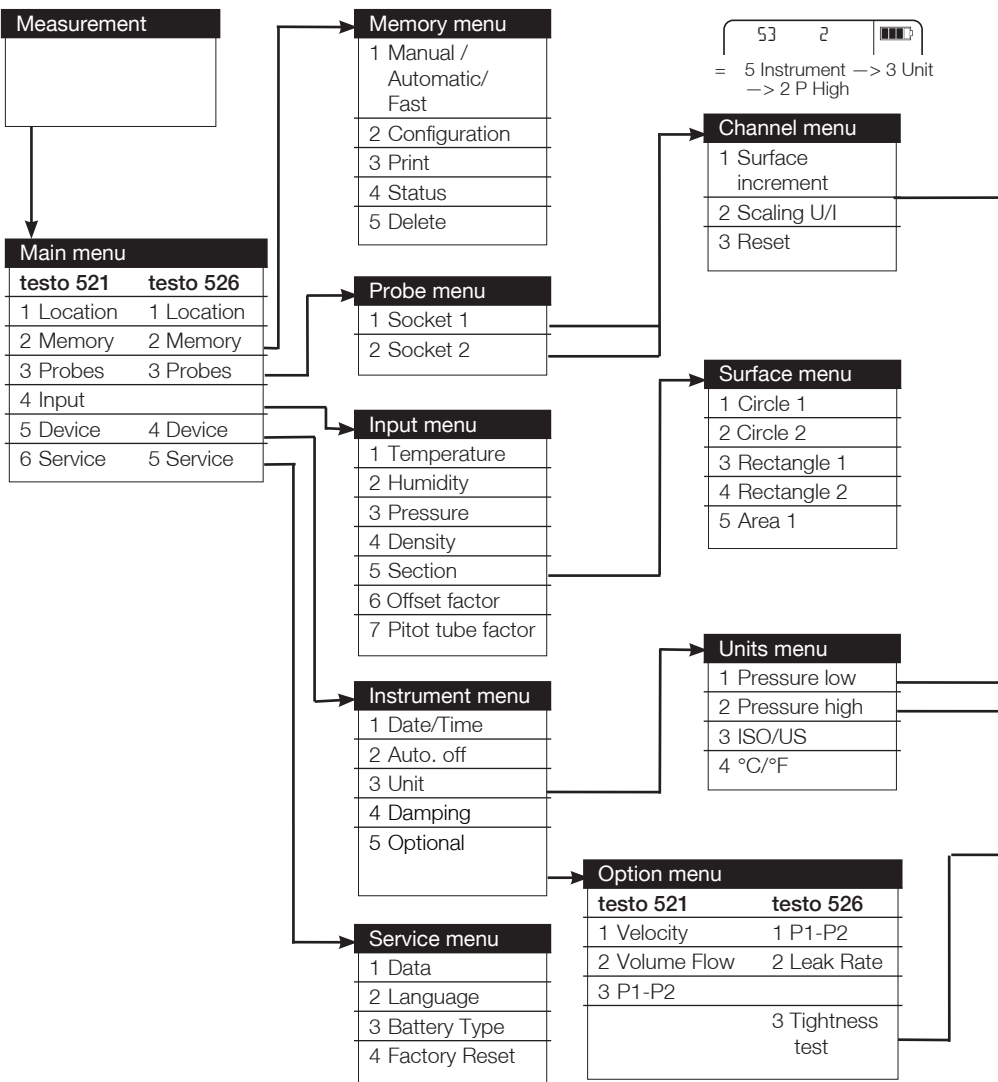 Measurement
Main menu
testo 521 testo 526
1 Location 1 Location
2 Memory 2 Memory
3 Probes 3 Probes
4 Input
5 Device 4 Device
6 Service 5 Service
Memory menu
1 Manual /
Automatic/
Fast
2 Configuration
3 Print
4 Status
5 Delete
Probe menu
1 Socket 1
2 Socket 2
Input menu
1 Temperature
2 Humidity
3 Pressure
4 Density
5 Section
6 Offset factor
7 Pitot tube factor
Instrument menu
1 Date/Time
2 Auto. off
3 Unit
4 Damping
5 Optional
Service menu
1 Data
2 Language
3 Battery Type
4 Factory Reset
53 2
= 5 Instrument —> 3 Unit
—> 2 P High
Channel menu
1 Surface
increment
2 Scaling U/I
3 Reset
Surface menu
1 Circle 1
2 Circle 2
3 Rectangle 1
4 Rectangle 2
5 Area 1
Units menu
1 Pressure low
2 Pressure high
3 ISO/US
4 °C/°F
Option menu
testo 521 testo 526
1 Velocity 1 P1-P2
2 Volume Flow 2 Leak Rate
3 P1-P2
3 Tightness
test